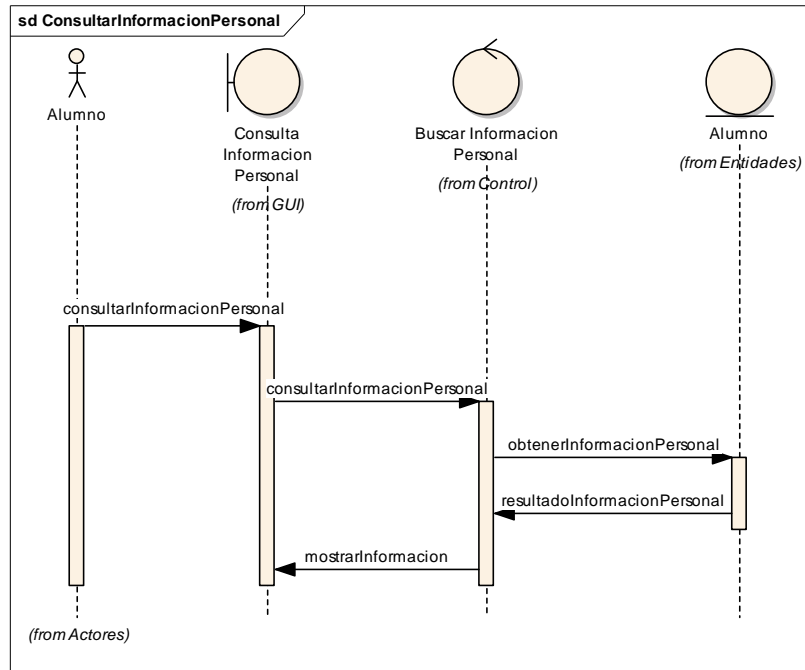 sd ConsultarInformacionPersonal
Alumno
Consulta
Informacion
Personal
(from GUI)
Buscar Informacion
Personal
(from Control)
Alumno
(from Entidades)
consultarInformacionPersonal
consultarInformacionPersonal
obtenerInformacionPersonal
resultadoInformacionPersonal
mostrarInformacion
(from Actores)